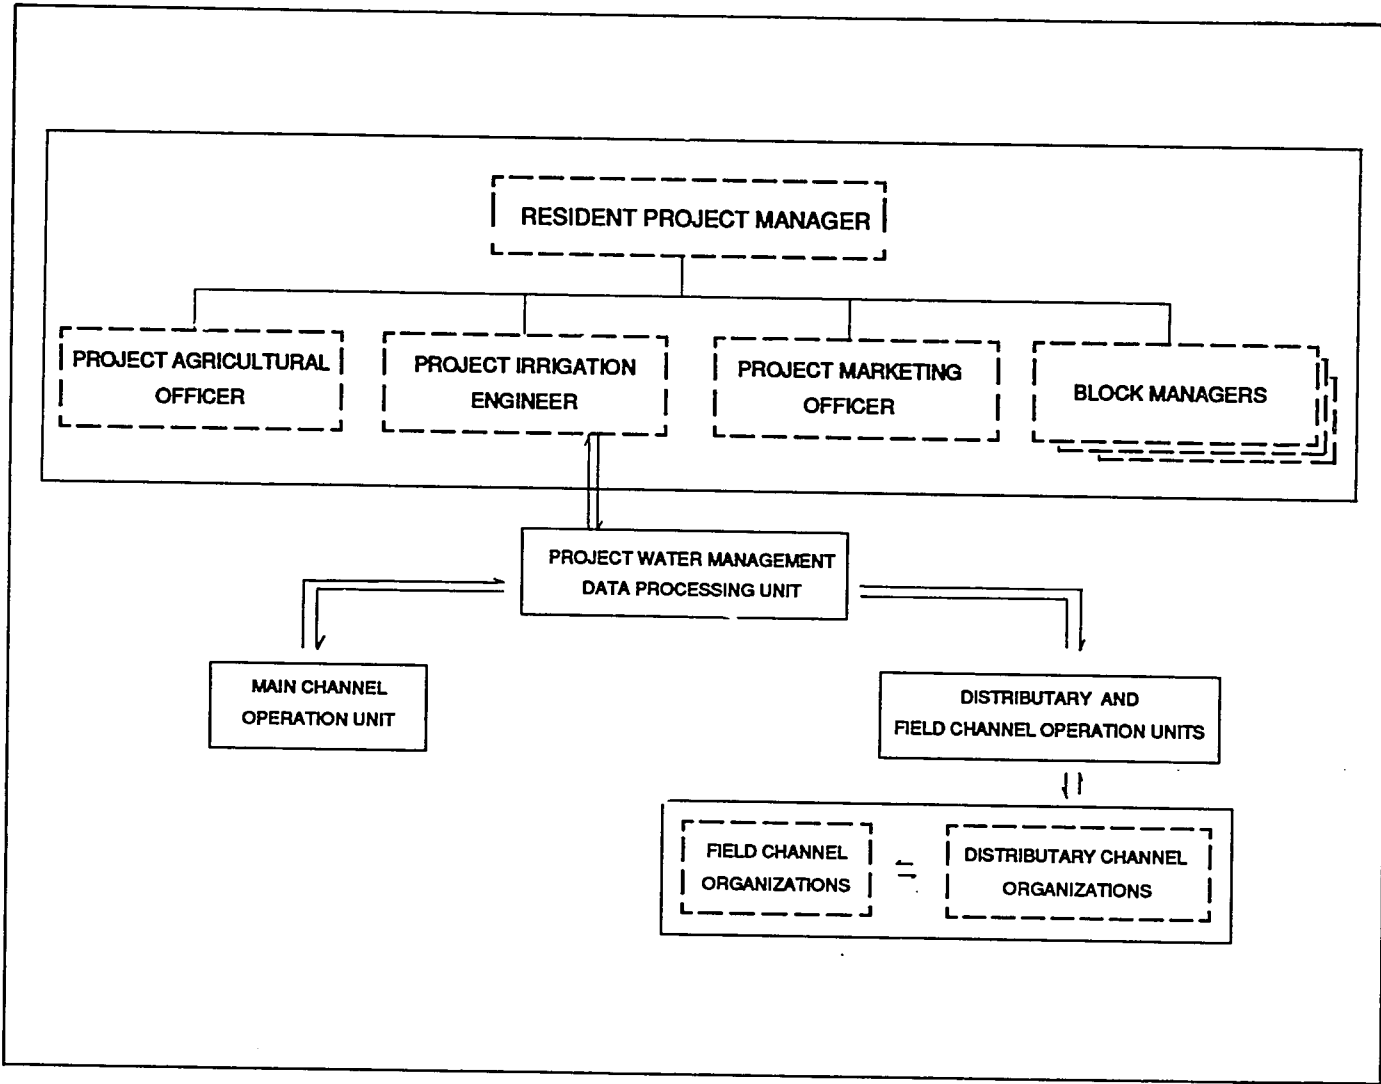 RESIDENT PROJECT MANAGER
PROJECT AGRICULTURAL
OFFICER
PROJECT IRRIGATION
ENGINEER
PROJECT MARKETING
OFFICER
BLOCK MANAGERS
PROJECT WATER MANAGEMENT
DATA PROCESSING UNIT
MAIN CHANNEL
OPERATION UNIT
DISTRIBUTARY AND
FIELD CHANNEL OPERATION UNITS
FIELD CHANNEL
ORGANIZATIONS
DISTRIBUTARY CHANNEL
ORGANIZATIONS